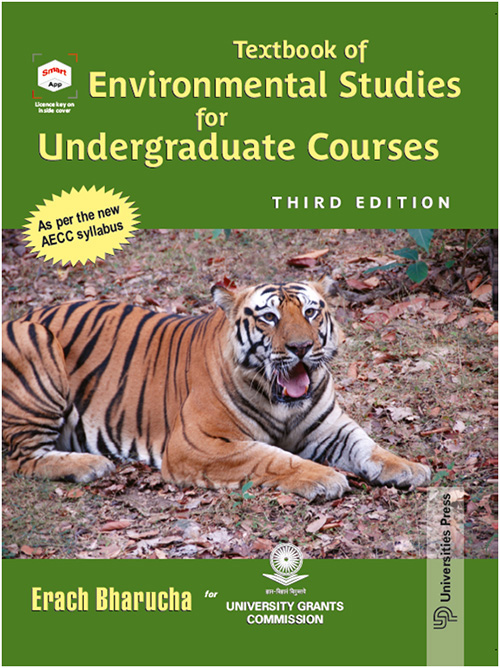 Textbook of
Environmental Studies
for
Undergraduate Courses
Smart
App
Licence key on
inside cover
THIRD EDITION
As per the new
AECC syllabus
Universities Press
Erach Bharucha
for
ज्ञान-विज्ञानं विमुक्तये
UNIVERSITY GRANTS
COMMISSION